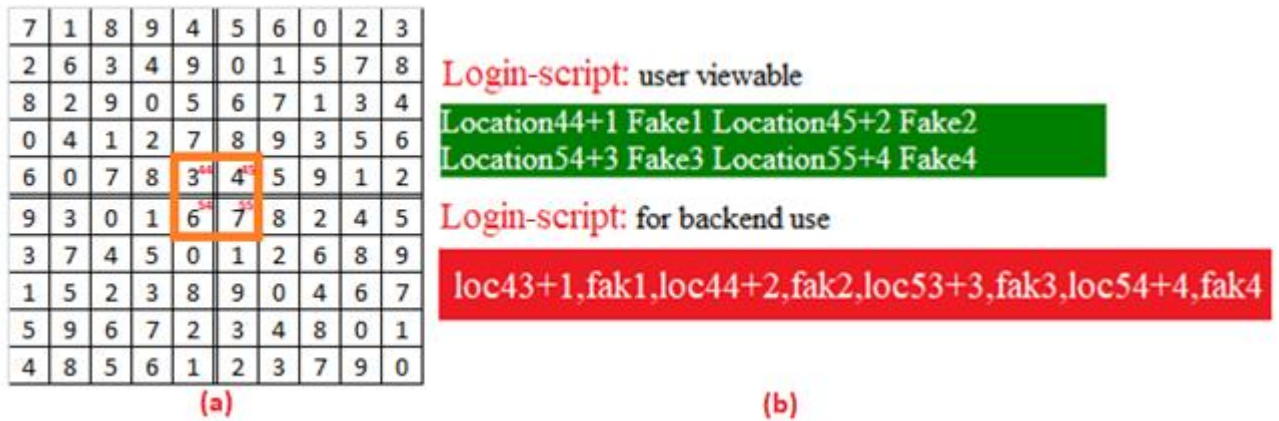 7 1 8 9 4 5 6 0 2 3
2 6 3 4 9 0 1 5 7 8
8 2 9 0 5 6 7 1 3 4
0 4 1 2 7 8 9 3 5 6
6 0 7 8 3 44 4 45 5 9 1 2
9 3 0 1 6 54 7 55 8 2 4 5
3 7 4 5 0 1 2 6 8 9
1 5 2 3 8 9 0 4 6 7
5 9 6 7 2 3 4 8 0 1
4 8 5 6 1 2 3 7 9 0
(a)
Login-script: user viewable
Location44+1 Fake1 Location45+2 Fake2
Location54+3 Fake3 Location55+4 Fake4
Login-script: for backend use
loc43+1,fak1,loc44+2,fak2,loc53+3,fak3,loc54+4,fak4
(b)